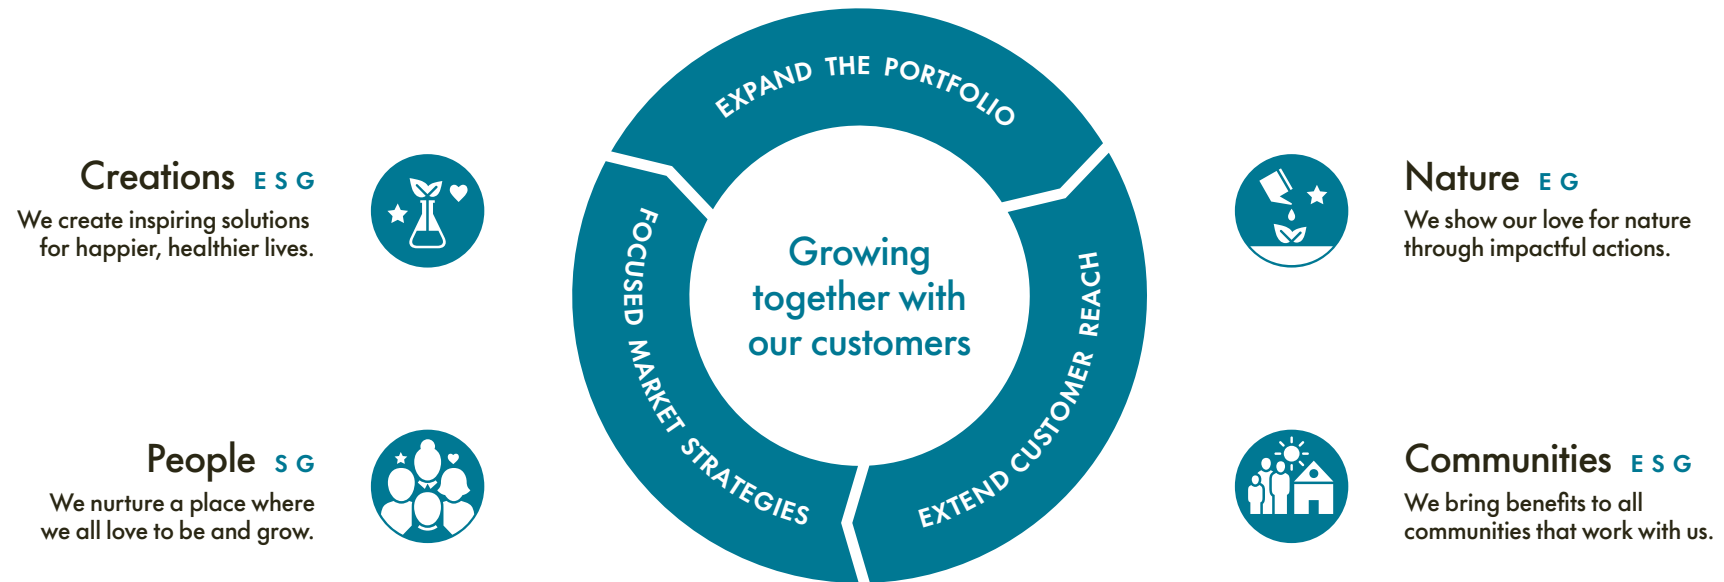 EXPAND THE PORTFOLIO
Creations E S G
We create inspiring solutions
for happier, healthier lives.
People S G
We nurture a place where
we all love to be and grow.
FOCUSED MARKET STRATEGIES
Growing
together with
our customers
EXTEND CUSTOMER REACH
Nature E G
We show our love for nature
through impactful actions.
Communities E S G
We bring benefits to all
communities that work with us.